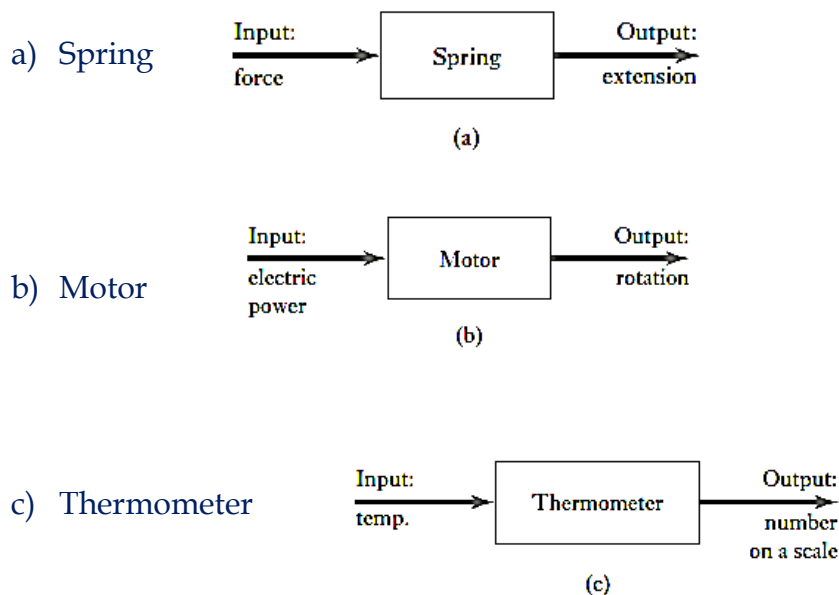 a) Spring
Input:
force
Spring
Output:
extension
(a)
b) Motor
Input:
electric
power
Motor
Output:
rotation
(b)
c) Thermometer
Input:
temp.
Thermometer
Output:
number
on a scale
(c)